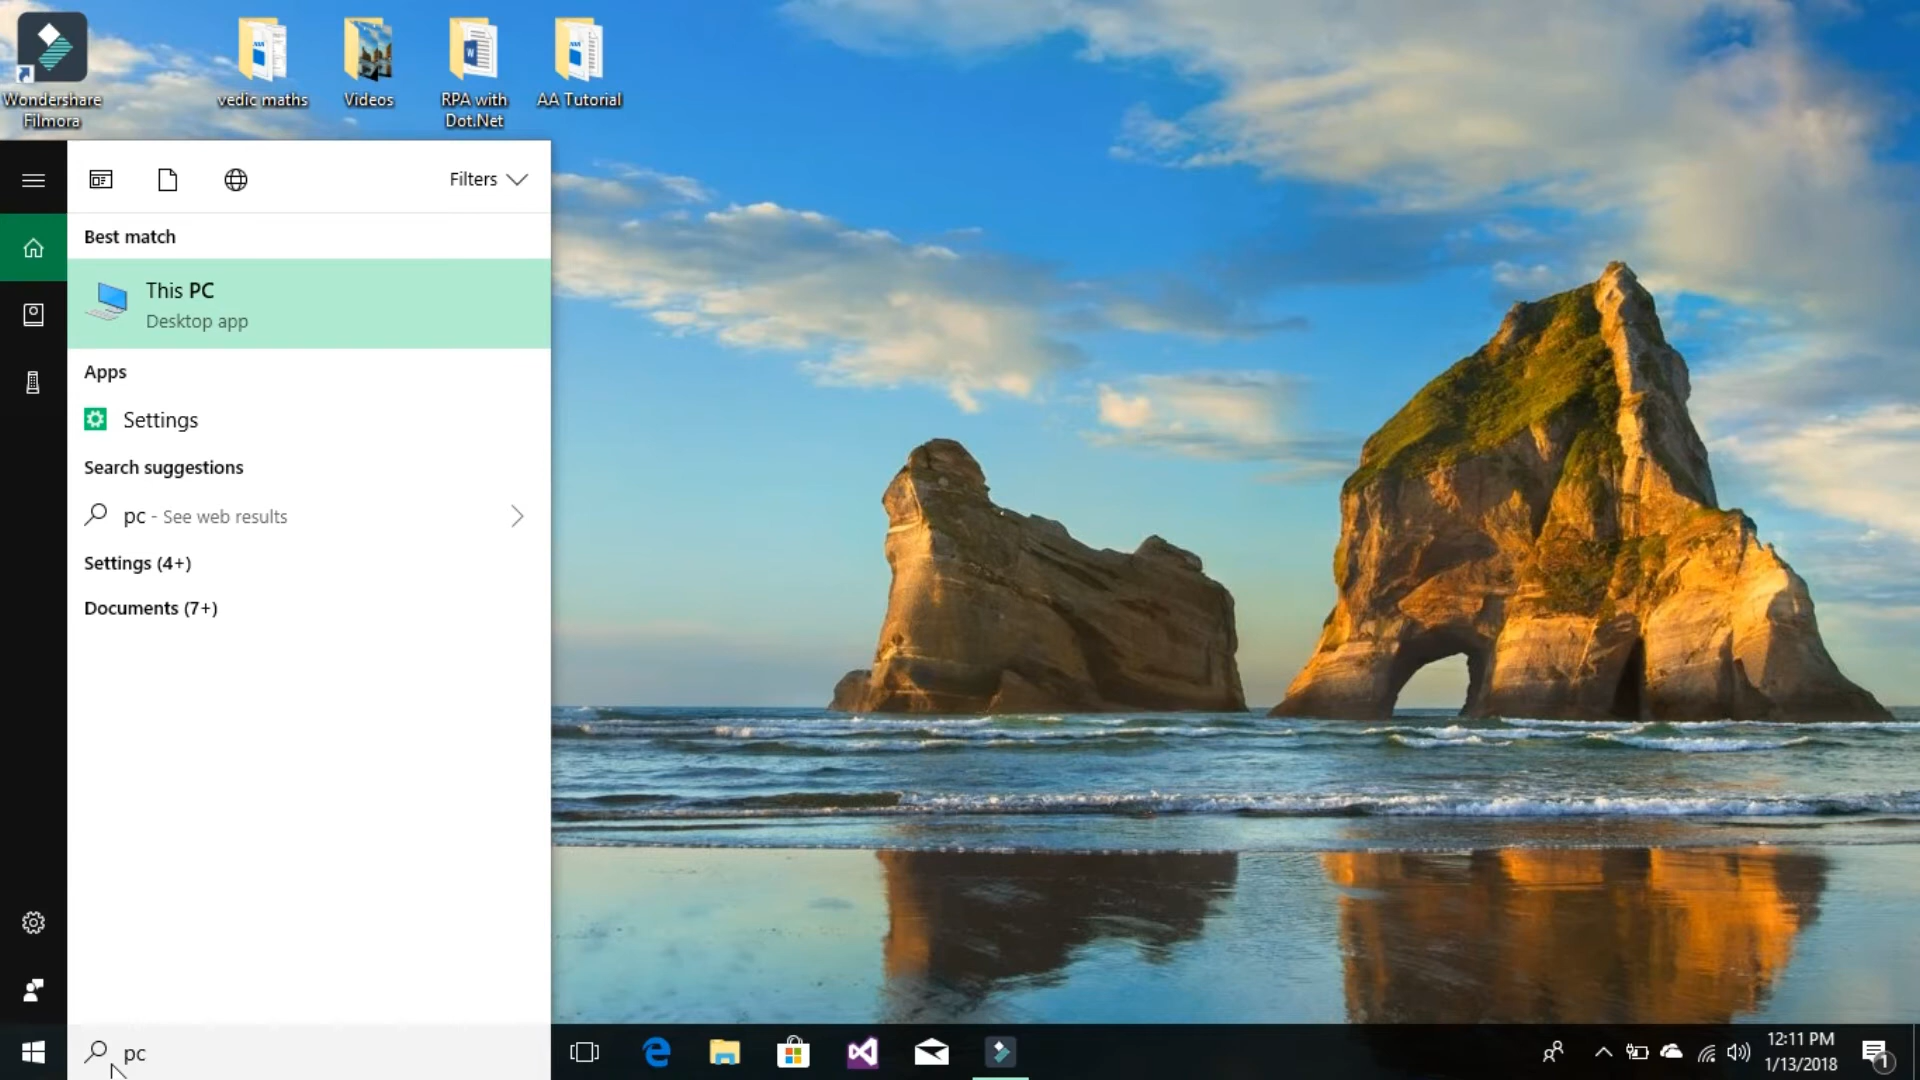 Wondershare
Filmora
vedic maths
Videos
RPA with
Dot.Net
AA Tutorial
Filters
Best match
This PC
Desktop app
Apps
Settings
Search suggestions
pc - See web results
Settings (4+)
Documents (7+)
pc
12:11 PM
1/13/2018
1